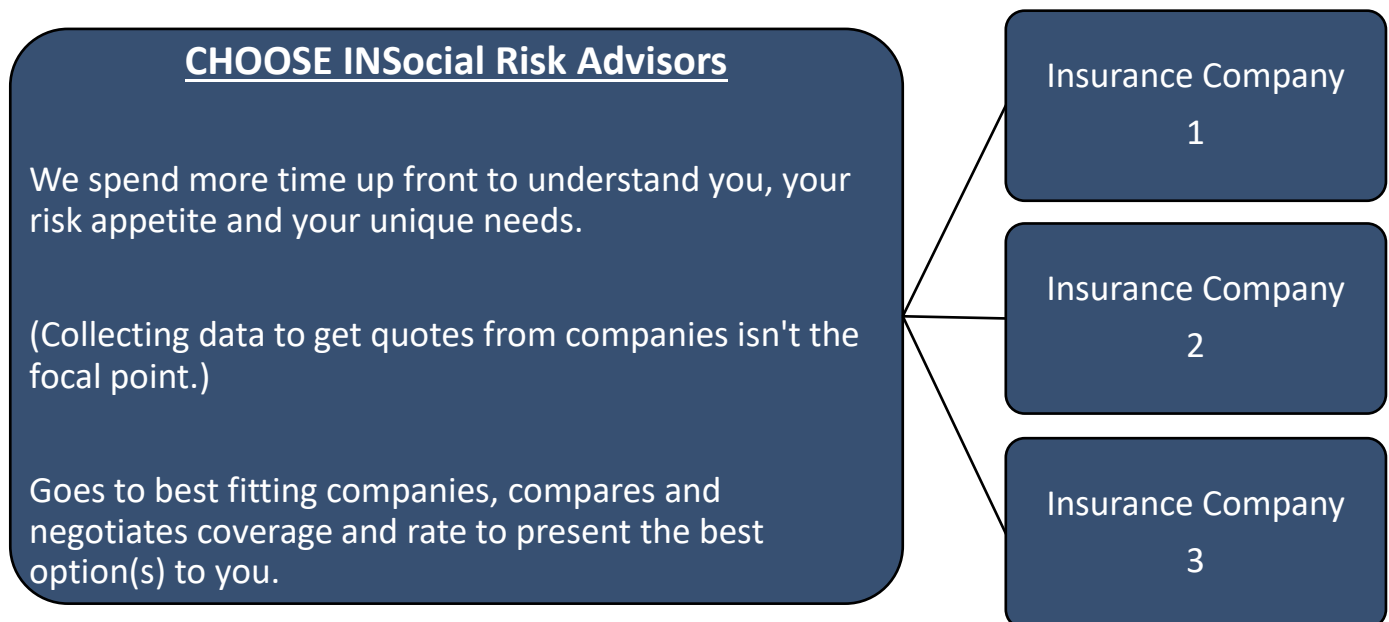 CHOOSE INSocial Risk Advisors
We spend more time up front to understand you, your
risk appetite and your unique needs.
(Collecting data to get quotes from companies isn't the
focal point.)
Goes to best fitting companies, compares and
negotiates coverage and rate to present the best
option(s) to you.
Insurance Company
1
Insurance Company
2
Insurance Company
3